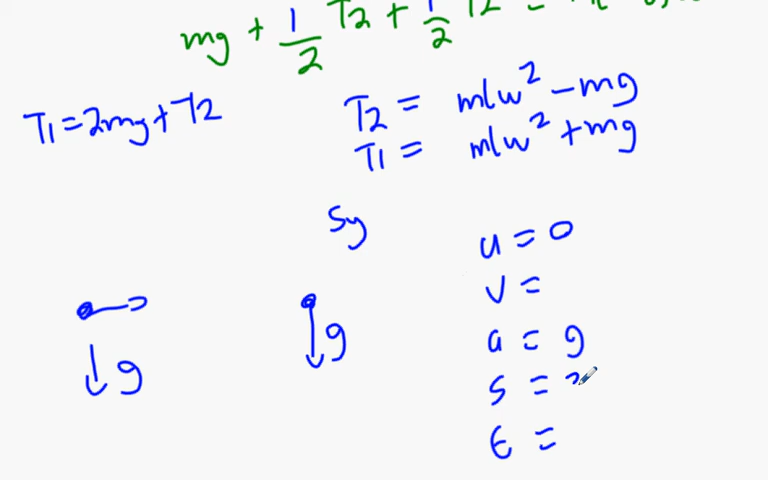 mg + 1/2 T2 + 1/2 T2 =
T1 = 2mg + T2
T2 = mlw² - mg
T1 = mlw² + mg
Sy
u = 0
v =
a = g
g
g
s =
t =